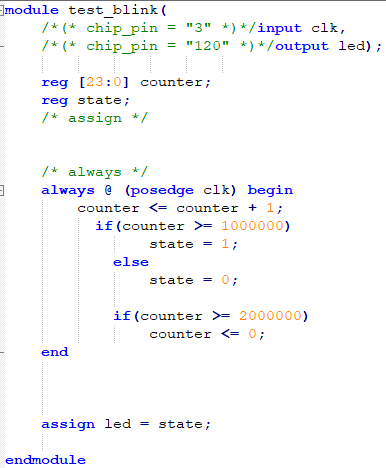 module test_blink(
/*(* chip_pin = "3" *)*/input clk,
/*(* chip_pin = "120" *)*/output led);
reg [23:0] counter;
reg state;
/* assign */
/* always */
always @ (posedge clk) begin
counter <= counter + 1;
if(counter >= 1000000)
state = 1;
else
state = 0;
if(counter >= 2000000)
counter <= 0;
end
assign led = state;
endmodule